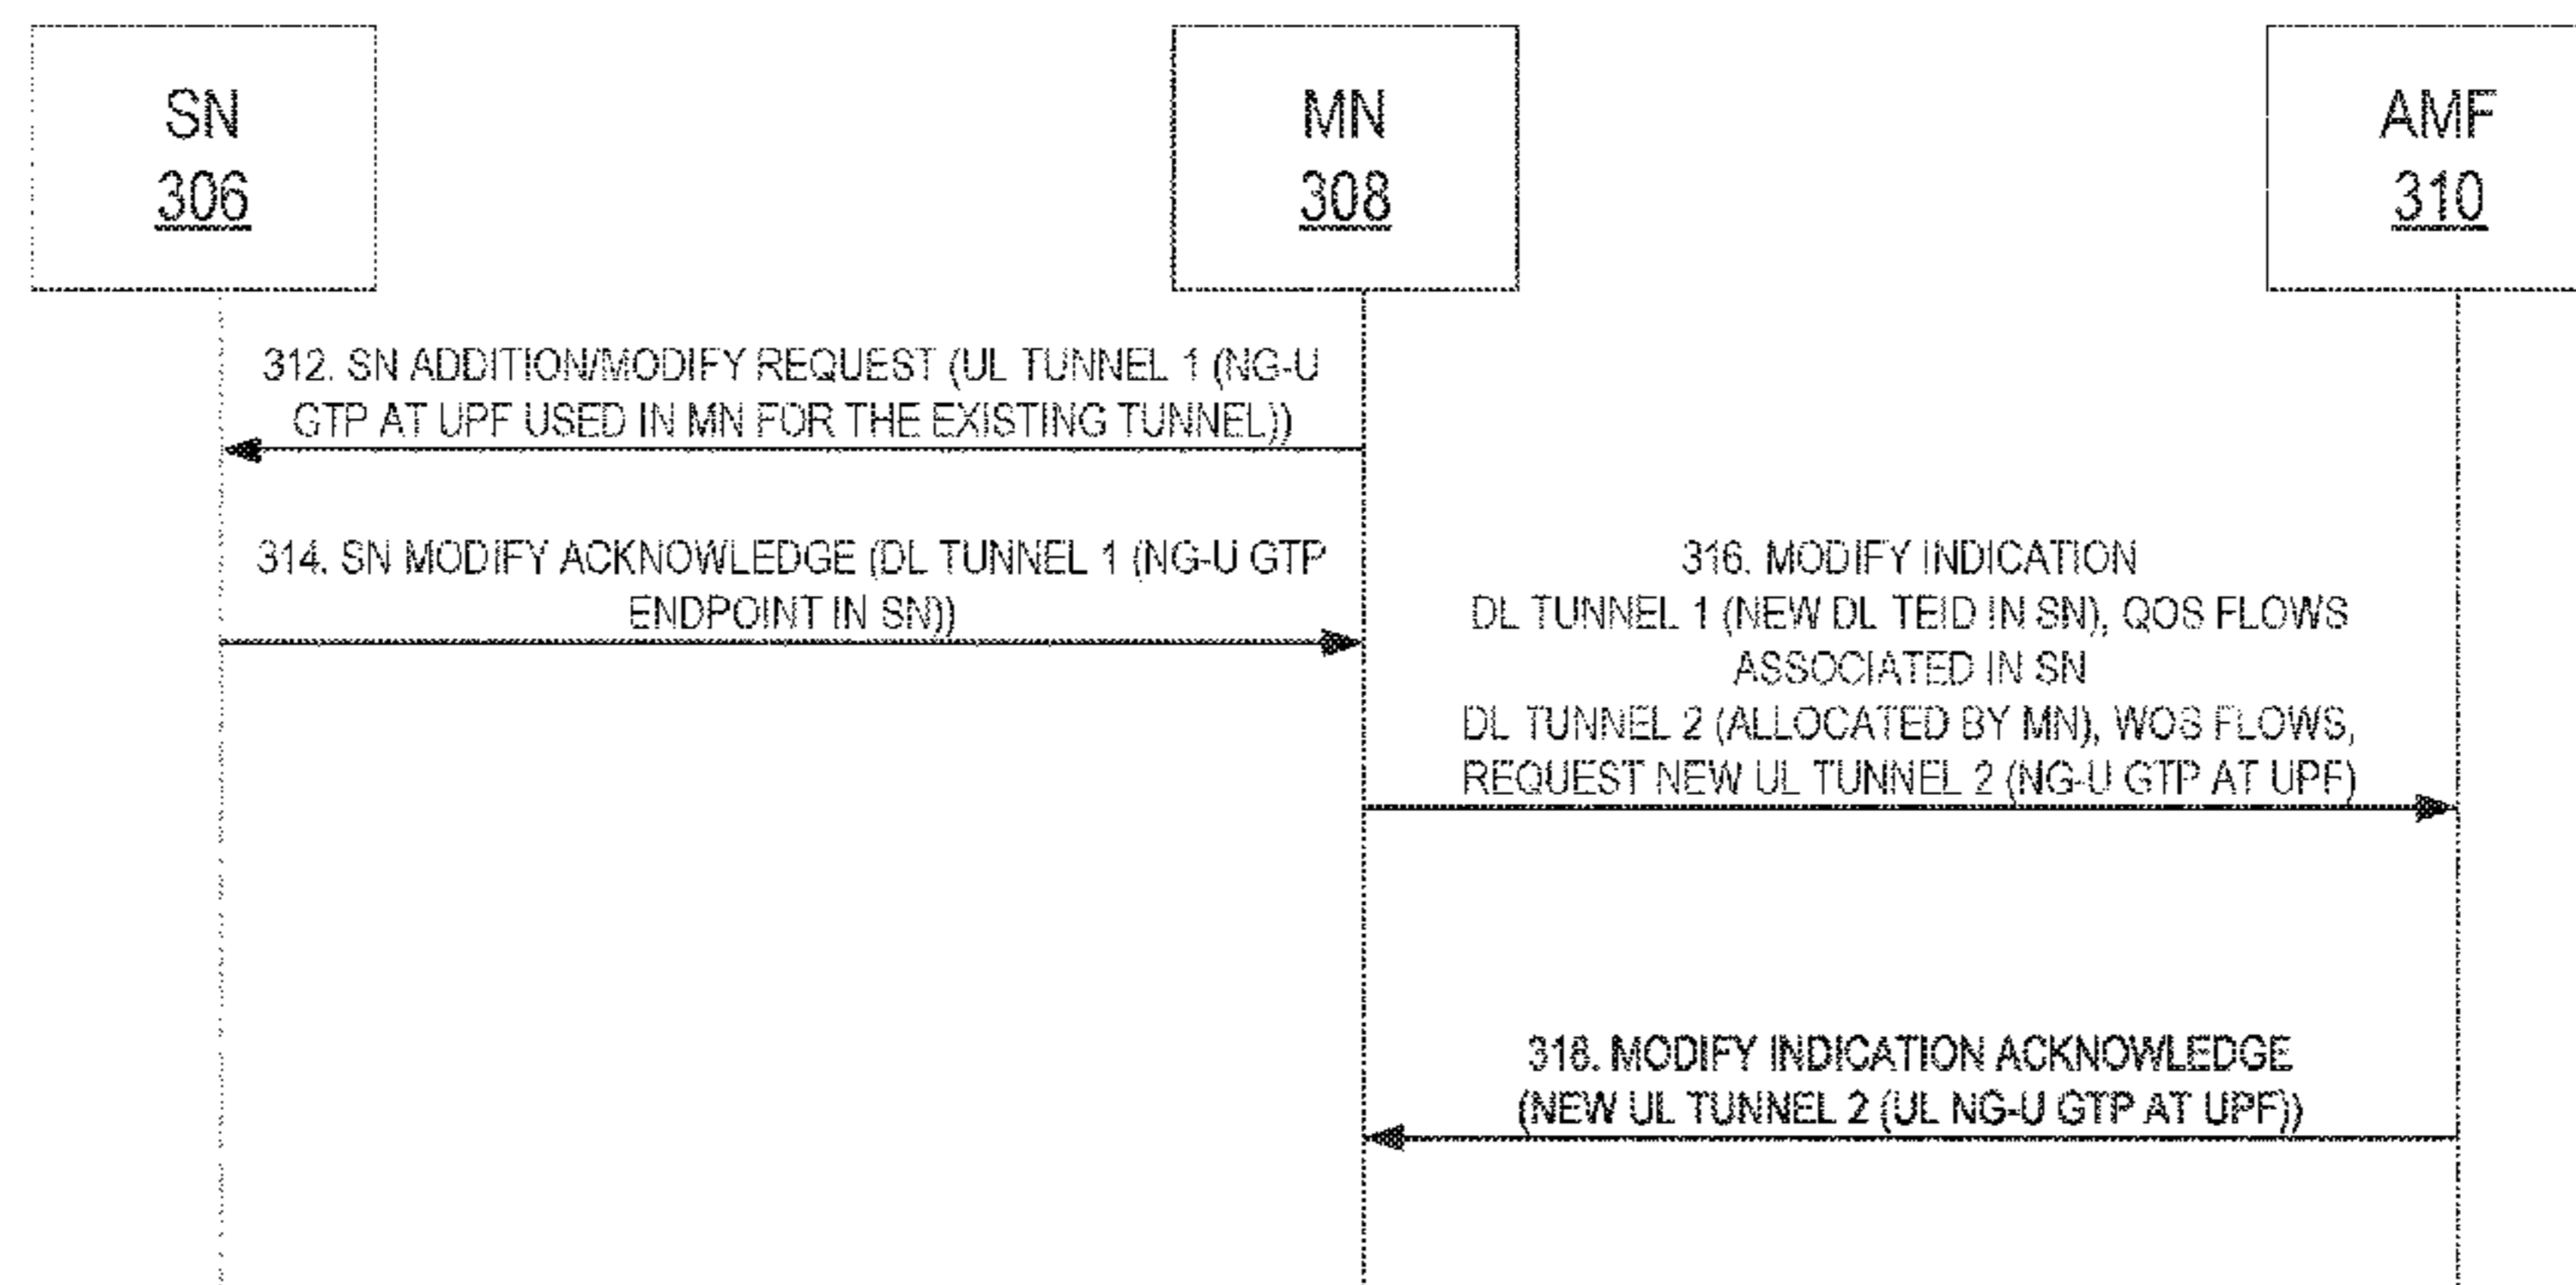 SN
306
MN
308
AMF
310
312. SN ADDITION/MODIFY REQUEST (UL TUNNEL 1 (NG-U
GTP AT UPF USED IN MN FOR THE EXISTING TUNNEL))
314. SN MODIFY ACKNOWLEDGE (DL TUNNEL 1 (NG-U GTP
ENDPOINT IN SN))
316. MODIFY INDICATION
DL TUNNEL 1 (NEW DL TEID IN SN), QOS FLOWS
ASSOCIATED IN SN
DL TUNNEL 2 (ALLOCATED BY MN), WOS FLOWS,
REQUEST NEW UL TUNNEL 2 (NG-U GTP AT UPF)
318. MODIFY INDICATION ACKNOWLEDGE
(NEW UL TUNNEL 2 (UL NG-U GTP AT UPF))